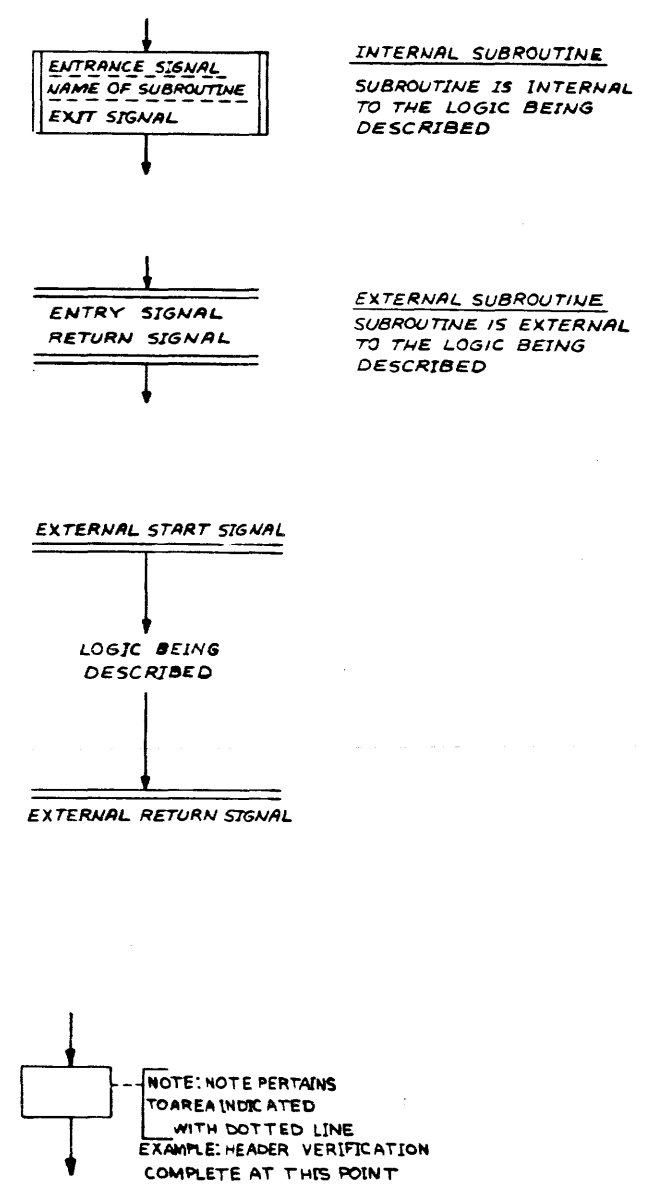 ENTRANCE SIGNAL
NAME OF SUBROUTINE
EXIT SIGNAL
INTERNAL SUBROUTINE
SUBROUTINE IS INTERNAL
TO THE LOGIC BEING
DESCRIBED
ENTRY SIGNAL
RETURN SIGNAL
EXTERNAL SUBROUTINE
SUBROUTINE IS EXTERNAL
TO THE LOGIC BEING
DESCRIBED
EXTERNAL START SIGNAL
LOGIC BEING
DESCRIBED
EXTERNAL RETURN SIGNAL
NOTE: NOTE PERTAINS
TO AREA INDICATED
WITH DOTTED LINE
EXAMPLE: HEADER VERIFICATION
COMPLETE AT THIS POINT